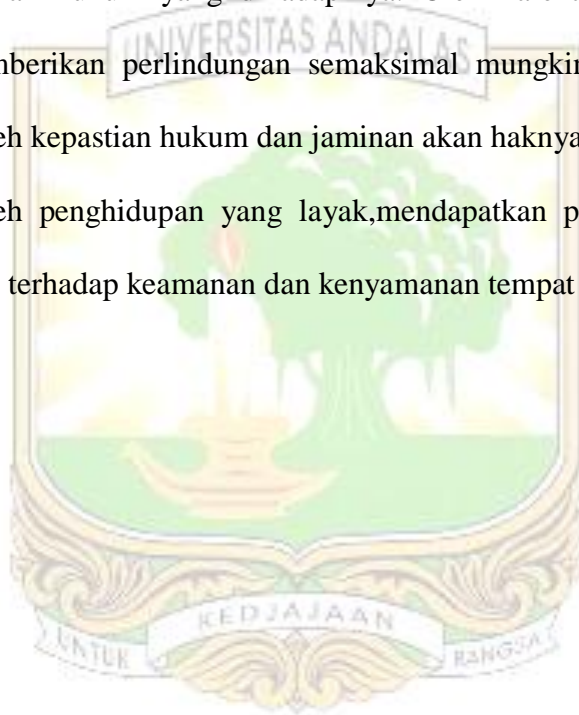 UNIVERSITAS ANDALAS
mberikan perlindungan semaksimal mungkin
eh kepastian hukum dan jaminan akan haknya
eh penghidupan yang layak,mendapatkan p
terhadap keamanan dan kenyamanan tempat
UNTUK KEDJAJAAN BANGSA